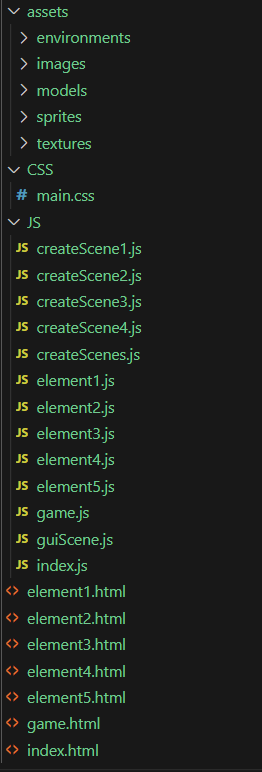 assets
environments
images
models
sprites
textures
CSS
# main.css
JS
JS createScene1.js
JS createScene2.js
JS createScene3.js
JS createScene4.js
JS createScenes.js
JS element1.js
JS element2.js
JS element3.js
JS element4.js
JS element5.js
JS game.js
JS guiScene.js
JS index.js
<> element1.html
<> element2.html
<> element3.html
<> element4.html
<> element5.html
<> game.html
<> index.html